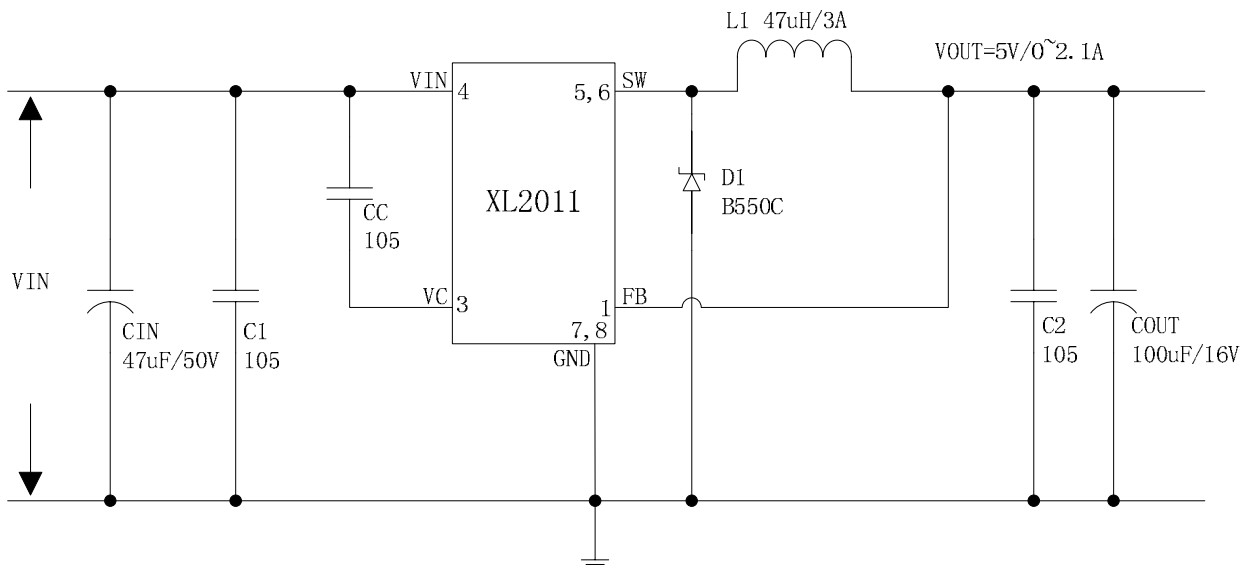 L1 47uH/3A
VOUT=5V/0~2.1A
VIN
4
5,6
SW
XL2011
D1
B550C
CC
105
VIN
VC
3
1
FB
7,8
GND
CIN
47uF/50V
C1
105
C2
105
COUT
100uF/16V